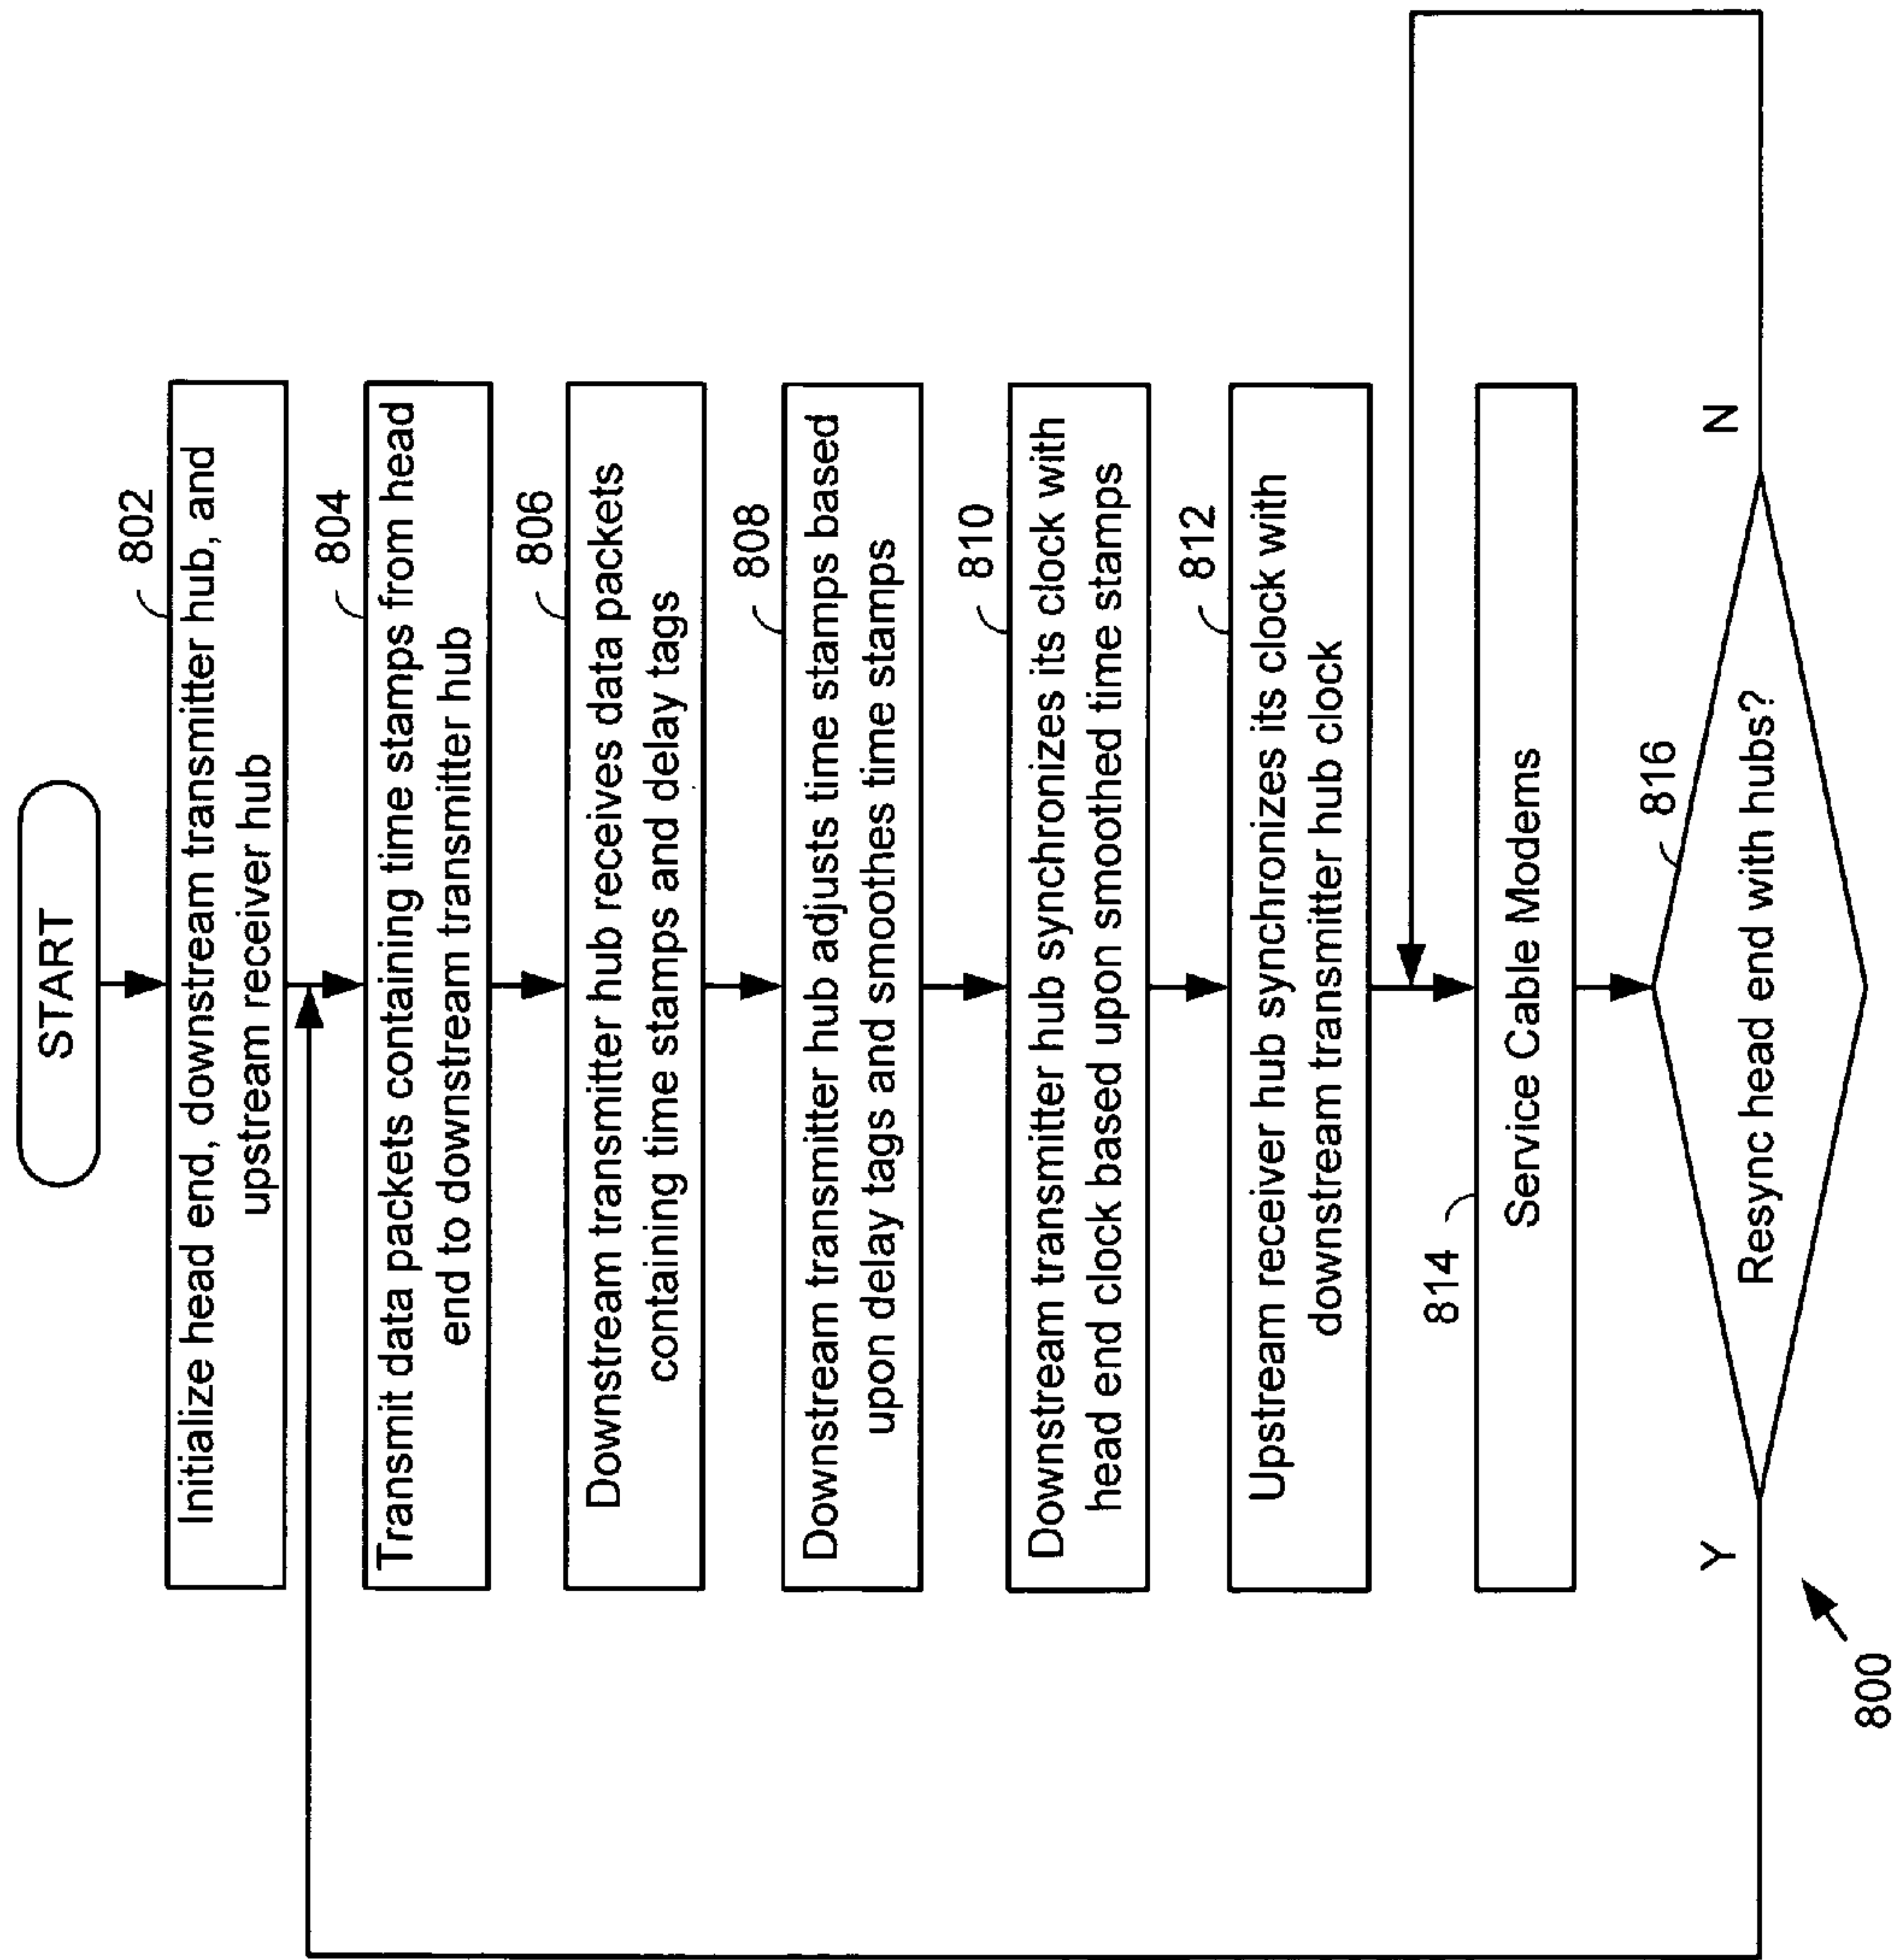 START
802
Initialize head end, downstream transmitter hub, and
upstream receiver hub
804
Transmit data packets containing time stamps from head
end to downstream transmitter hub
806
Downstream transmitter hub receives data packets
containing time stamps and delay tags
808
Downstream transmitter hub adjusts time stamps based
upon delay tags and smoothes time stamps
810
Downstream transmitter hub synchronizes its clock with
head end clock based upon smoothed time stamps
812
Upstream receiver hub synchronizes its clock with
downstream transmitter hub clock
814
Service Cable Modems
816
Resync head end with hubs?
Y
N
800